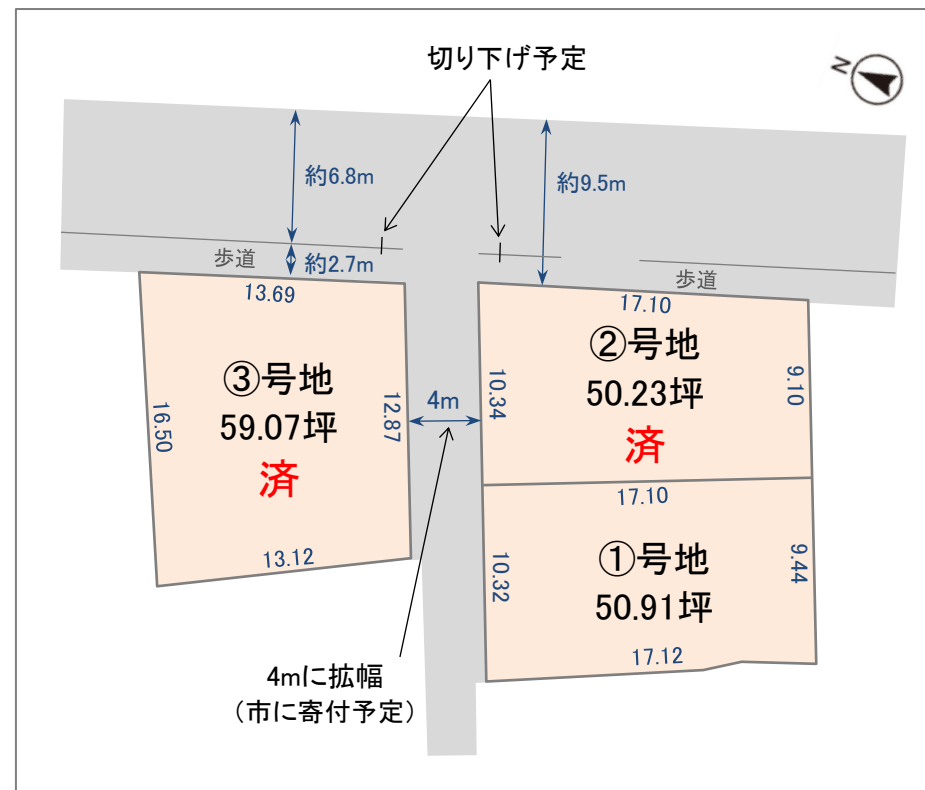 切り下げ予定
N
約6.8m
約9.5m
歩道
約2.7m
歩道
13.69
17.10
③号地
59.07坪
済
16.50
12.87
13.12
4m
②号地
50.23坪
済
10.34
9.10
17.10
①号地
50.91坪
10.32
9.44
17.12
4mに拡幅
（市に寄付予定）